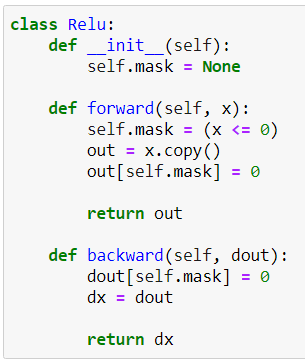 class Relu:
    def __init__(self):
        self.mask = None

    def forward(self, x):
        self.mask = (x <= 0)
        out = x.copy()
        out[self.mask] = 0

        return out

    def backward(self, dout):
        dout[self.mask] = 0
        dx = dout

        return dx